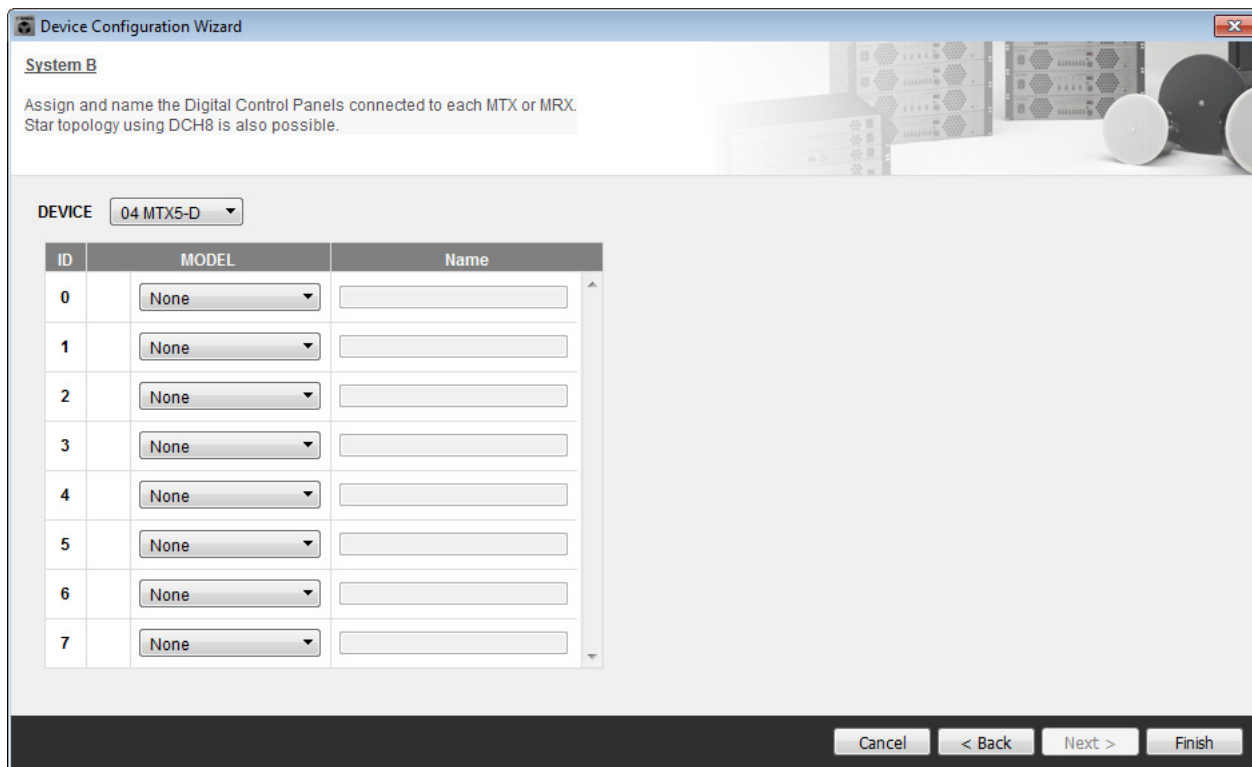 Device Configuration Wizard
System B
Assign and name the Digital Control Panels connected to each MTX or MRX.
Star topology using DCH8 is also possible.
DEVICE 04 MTX5-D
ID MODEL Name
0 None
1 None
2 None
3 None
4 None
5 None
6 None
7 None
Cancel < Back Next > Finish